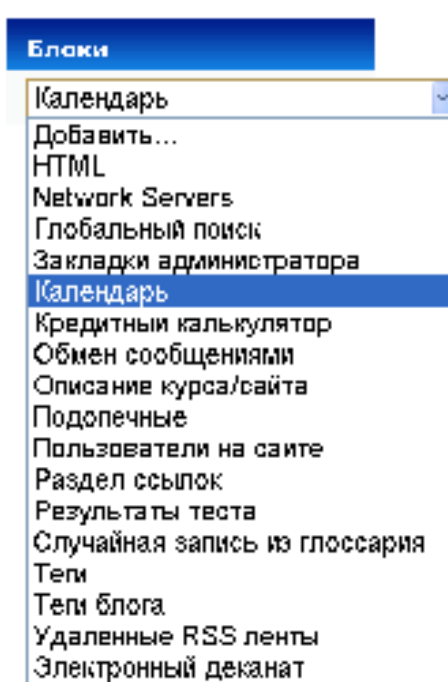 Блоки
Календарь
Добавить...
HTML
Network Servers
Глобальный поиск
Закладки администратора
Календарь
Кредитный калькулятор
Обмен сообщениями
Описание курса/сайта
Подопечные
Пользователи на сайте
Раздел ссылок
Результаты теста
Случайная запись из глоссария
Теги
Теги блога
Удаленные RSS ленты
Электронный деканат